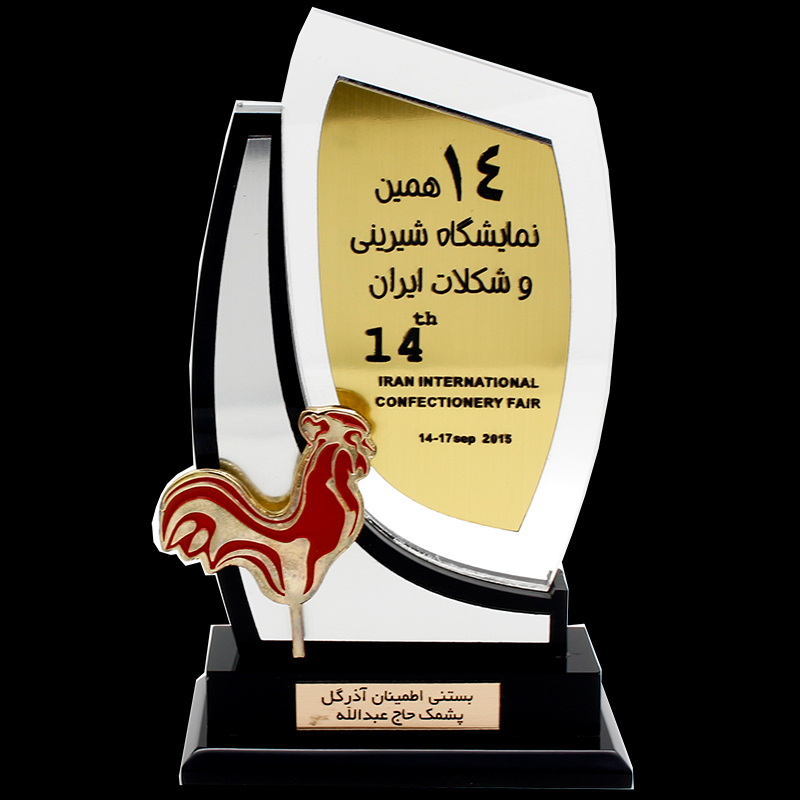 ۱٤ همین
نمایشگاه شیرینی
و شکلات ایران
14th
IRAN INTERNATIONAL
CONFECTIONERY FAIR
14-17sep 2015
بستنی اطمینان آذرگل
پشمک حاج عبدالله